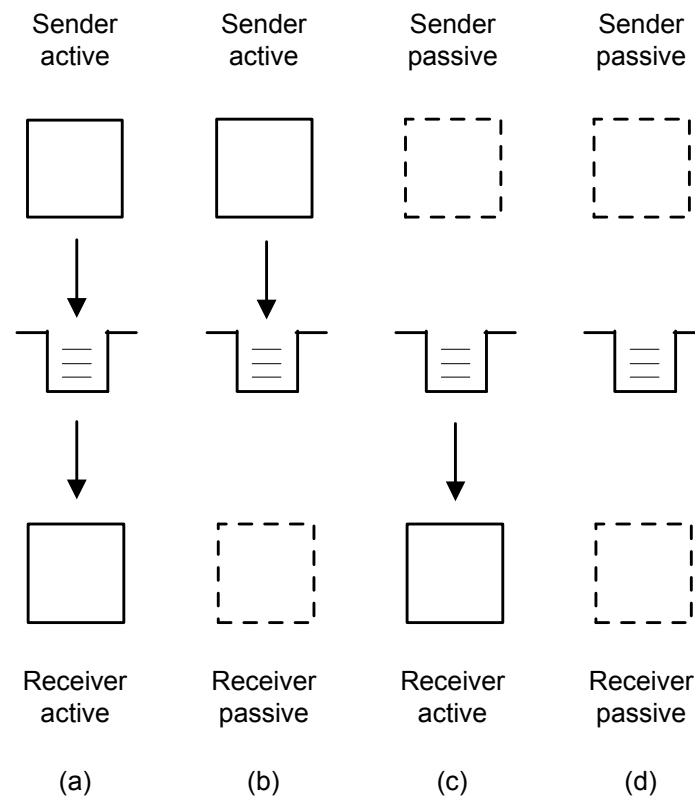 Sender active
Sender active
Sender passive
Sender passive
Receiver active
Receiver passive
Receiver active
Receiver passive
(a)
(b)
(c)
(d)